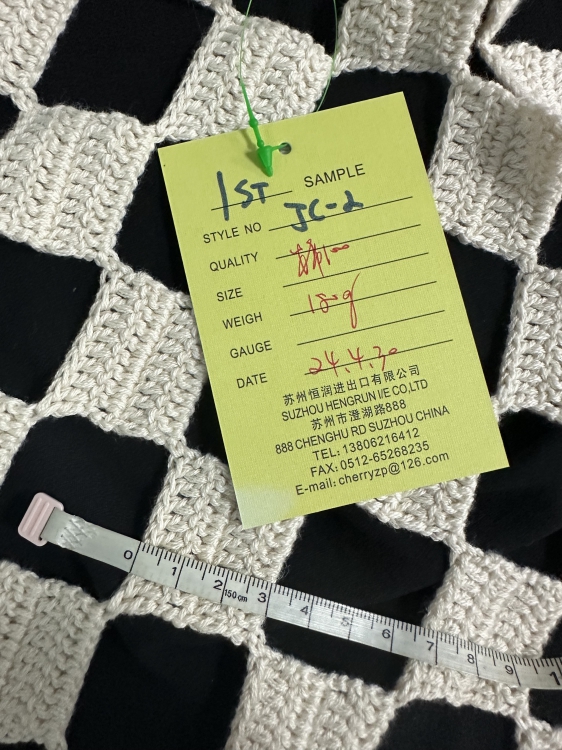 1ST SAMPLE
STYLE NO JC-2
QUALITY
SIZE
WEIGH 180g
GAUGE
DATE 24.4.30
苏州恒润进出口有限公司
SUZHOU HENGRUN I/E CO,LTD
苏州市澄湖路888
888 CHENGHU RD SUZHOU CHINA
TEL: 13806216412
FAX: 0512-65268235
E-mail: cherryzp@126.com
0 1 2 150cm 3 4 5 6 7 8 9 1